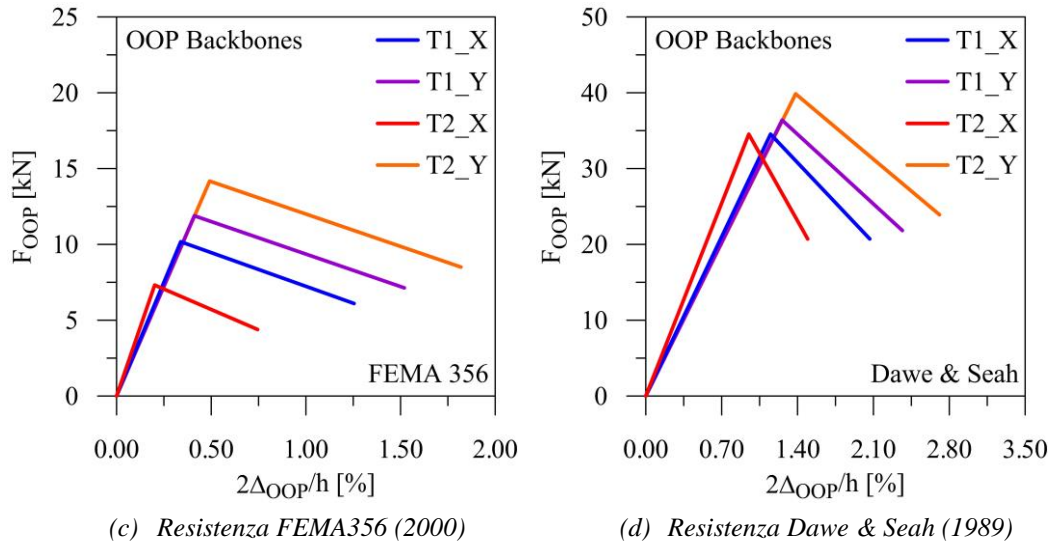 25
20
15
10
5
0
F_OOP [kN]
OOP Backbones
T1_X
T1_Y
T2_X
T2_Y
FEMA 356
0.00 0.50 1.00 1.50 2.00
2Δ_OOP/h [%]
(c) Resistenza FEMA356 (2000)
50
40
30
20
10
0
F_OOP [kN]
OOP Backbones
T1_X
T1_Y
T2_X
T2_Y
Dawe & Seah
0.00 0.70 1.40 2.10 2.80 3.50
2Δ_OOP/h [%]
(d) Resistenza Dawe & Seah (1989)